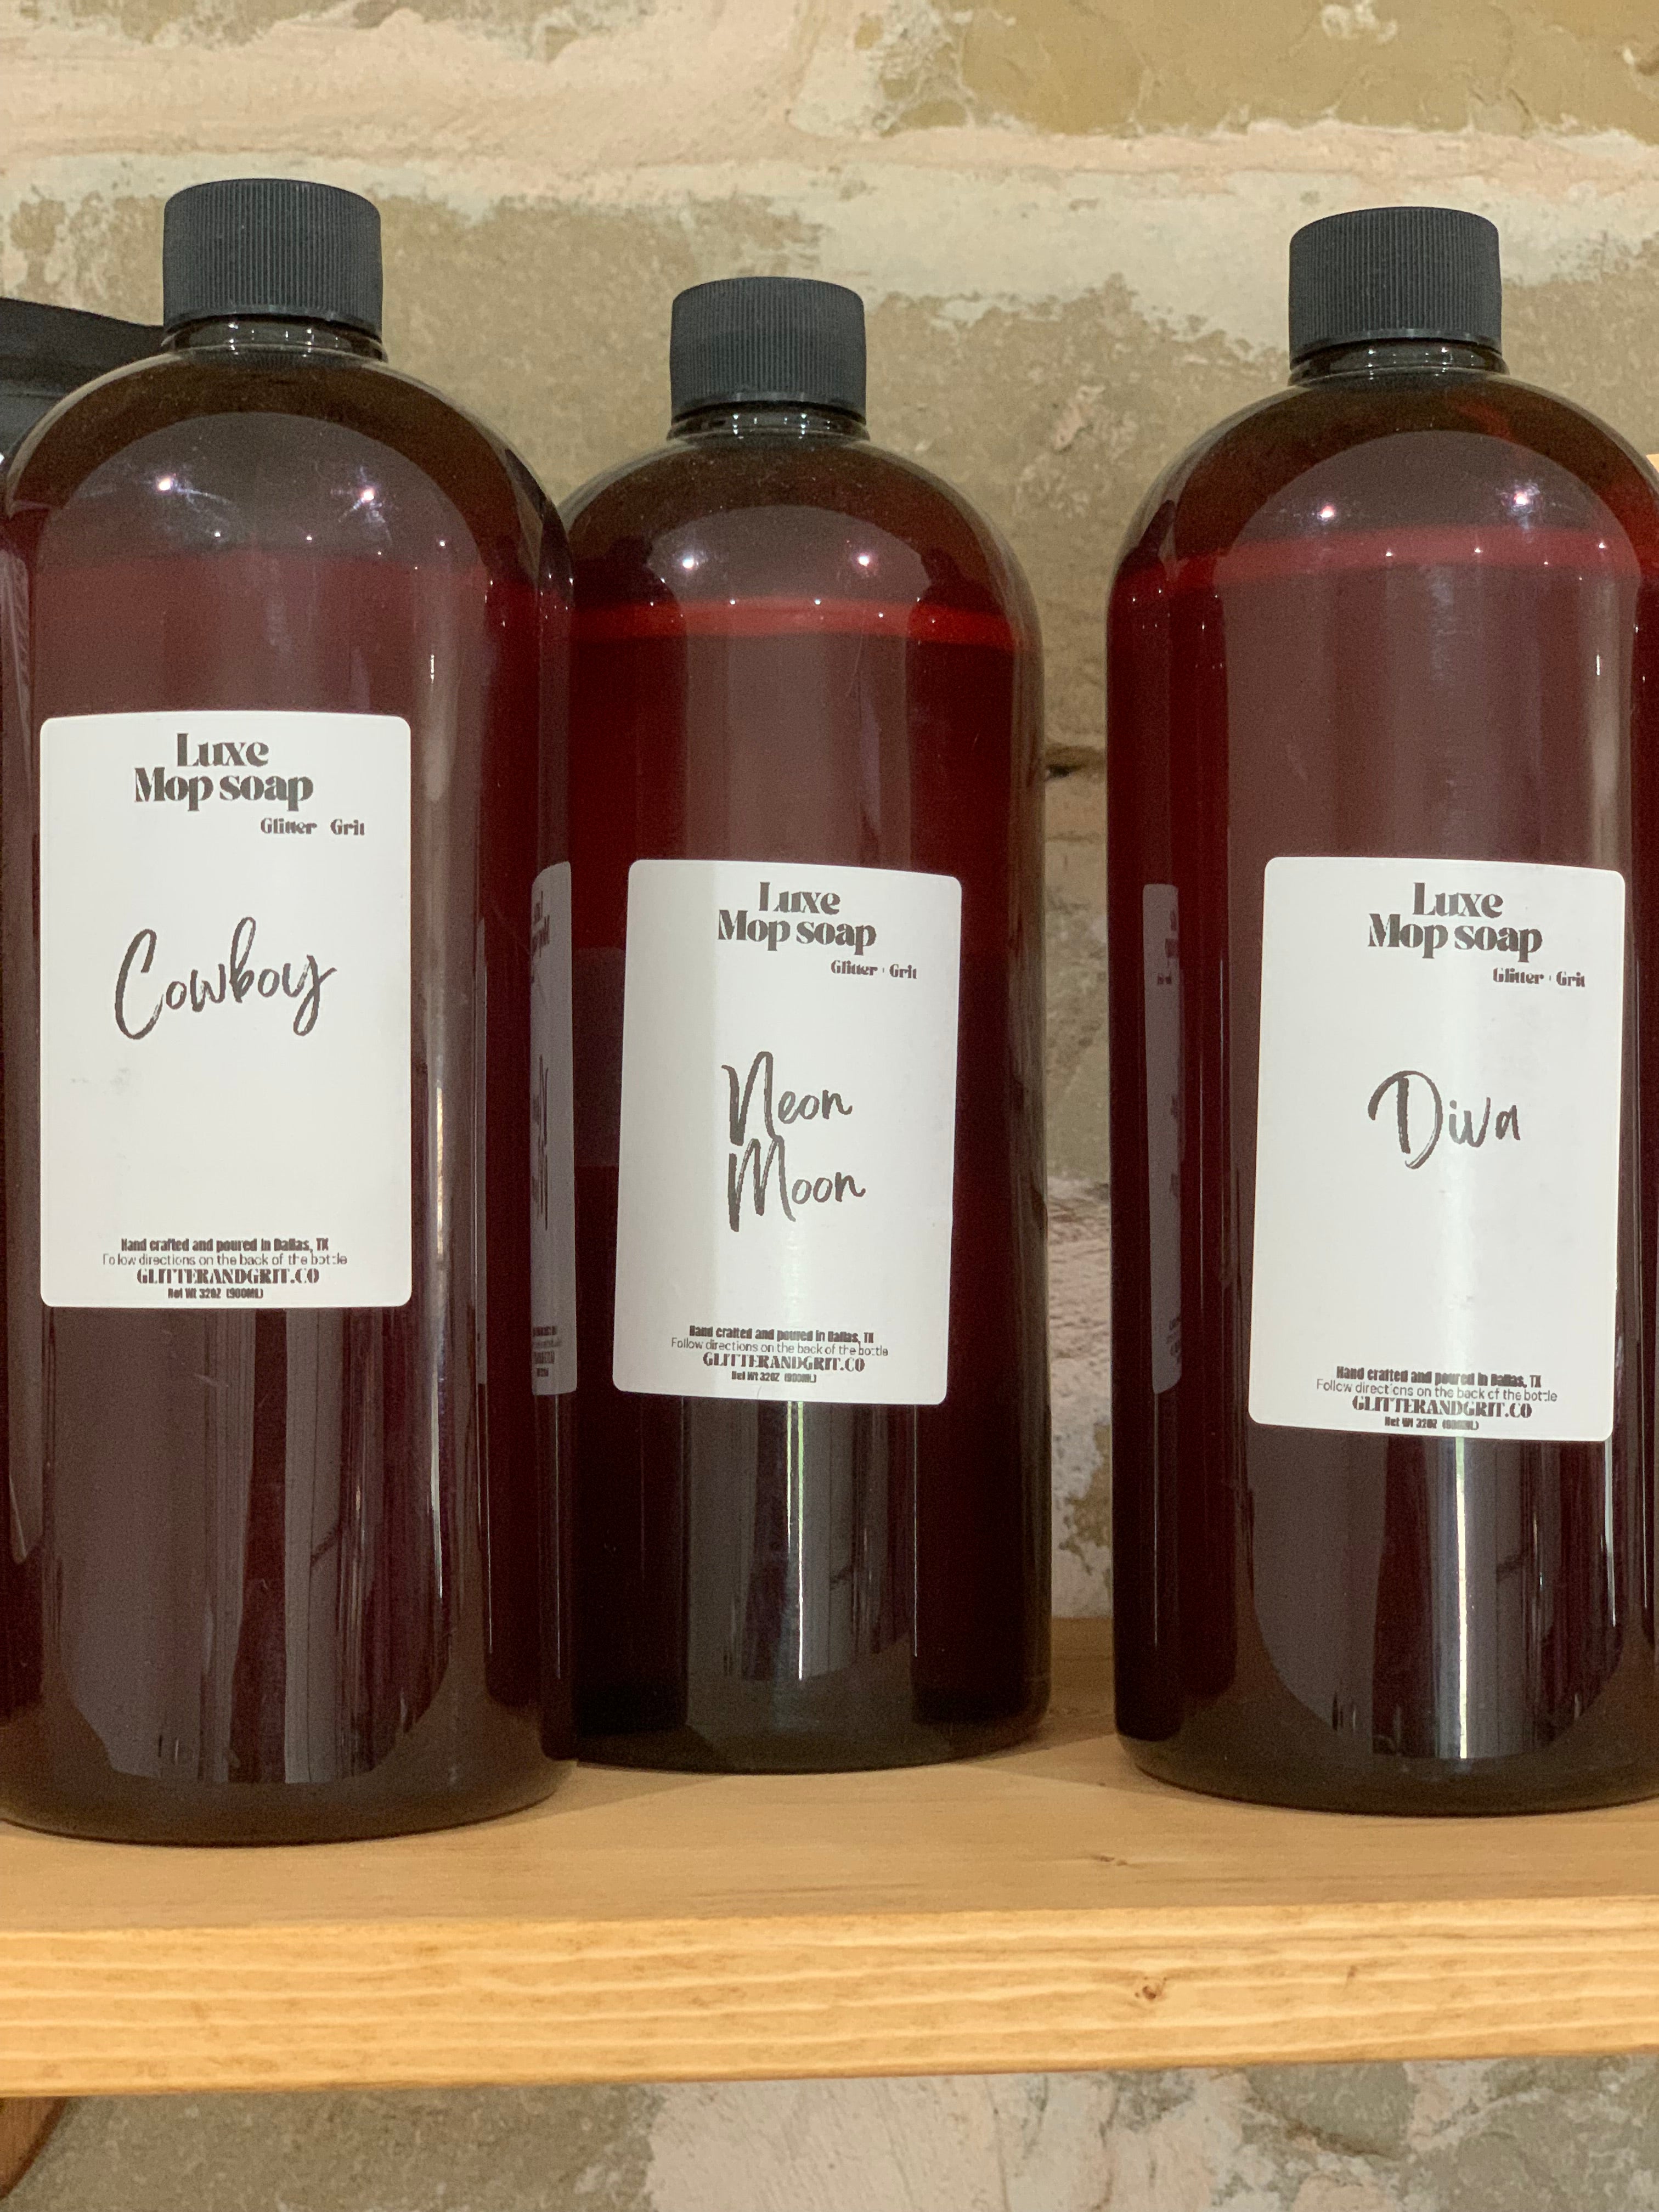 Luxe
Mop soap
Glitter + Grit
Cowboy
Hand crafted and poured in Dallas, TX
Follow directions on the back of the bottle
GLITTERANDGRIT.CO
Net Wt 32OZ (900ML)
Luxe
Mop soap
Glitter + Grit
Neon
Moon
Hand crafted and poured in Dallas, TX
Follow directions on the back of the bottle
GLITTERANDGRIT.CO
Net Wt 32OZ (900ML)
Luxe
Mop soap
Glitter + Grit
Diva
Hand crafted and poured in Dallas, TX
Follow directions on the back of the bottle
GLITTERANDGRIT.CO
Net Wt 32OZ (900ML)